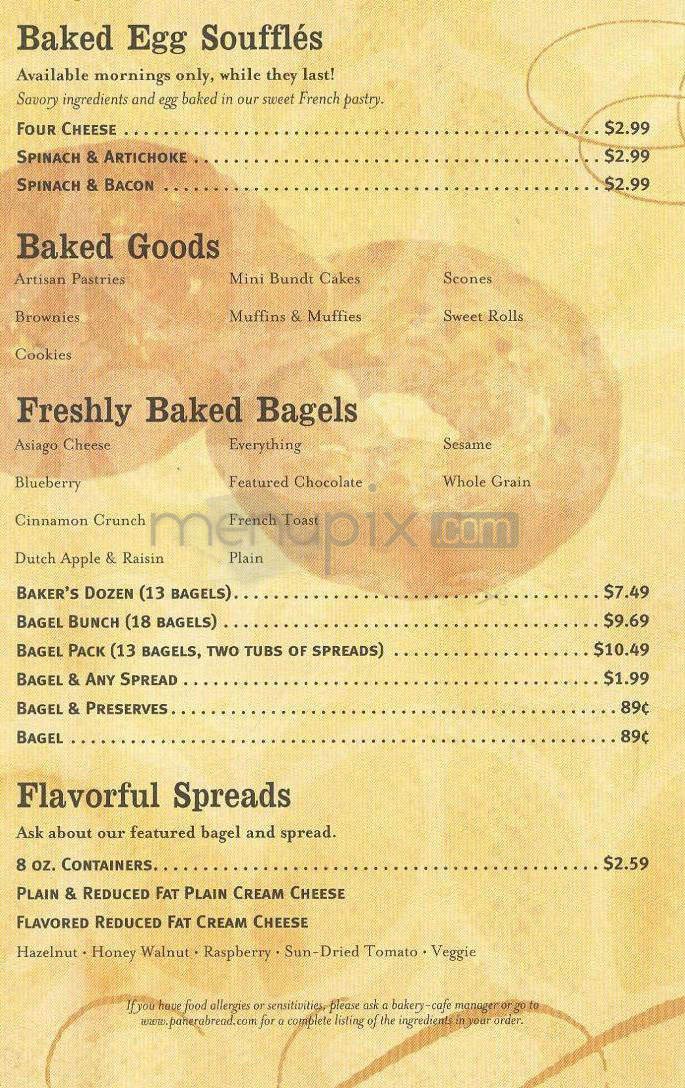 Baked Egg Soufflés
Available mornings only, while they last!
Savory ingredients and egg baked in our sweet French pastry.
Four Cheese ........ $2.99
Spinach & Artichoke ........ $2.99
Spinach & Bacon ........ $2.99
Baked Goods
Artisan Pastries Mini Bundt Cakes Scones
Brownies Muffins & Muffies Sweet Rolls
Cookies
Freshly Baked Bagels
Asiago Cheese Everything Sesame
Blueberry Featured Chocolate Whole Grain
Cinnamon Crunch French Toast
menupix.com
Dutch Apple & Raisin Plain
Baker's Dozen (13 bagels)........ $7.49
Bagel Bunch (18 bagels) ........ $9.69
Bagel Pack (13 bagels, two tubs of spreads) ........ $10.49
Bagel & Any Spread ........ $1.99
Bagel & Preserves........ 89¢
Bagel ........ 89¢
Flavorful Spreads
Ask about our featured bagel and spread.
8 oz. Containers........ $2.59
Plain & Reduced Fat Plain Cream Cheese
Flavored Reduced Fat Cream Cheese
Hazelnut • Honey Walnut • Raspberry • Sun-Dried Tomato • Veggie
If you have food allergies or sensitivities, please ask a bakery-cafe manager or go to
www.panerabread.com for a complete listing of the ingredients in your order.